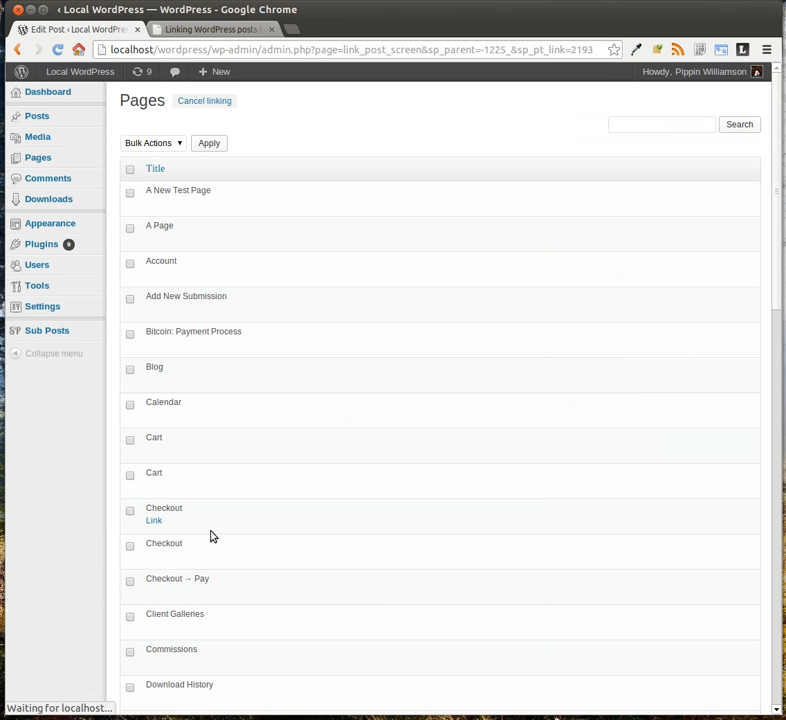 ‹ Local WordPress — WordPress - Google Chrome
Edit Post ‹ Local WordPre
Linking WordPress posts
localhost/wordpress/wp-admin/admin.php?page=link_post_screen&sp_parent=-1225_&sp_pt_link=2193
Local WordPress 9 New Howdy, Pippin Williamson
Dashboard
Posts
Media
Pages
Comments
Downloads
Appearance
Plugins 9
Users
Tools
Settings
Sub Posts
Collapse menu
Pages Cancel linking
Search
Bulk Actions Apply
Title
A New Test Page
A Page
Account
Add New Submission
Bitcoin: Payment Process
Blog
Calendar
Cart
Cart
Checkout
Link
Checkout
Checkout → Pay
Client Galleries
Commissions
Download History
Waiting for localhost...